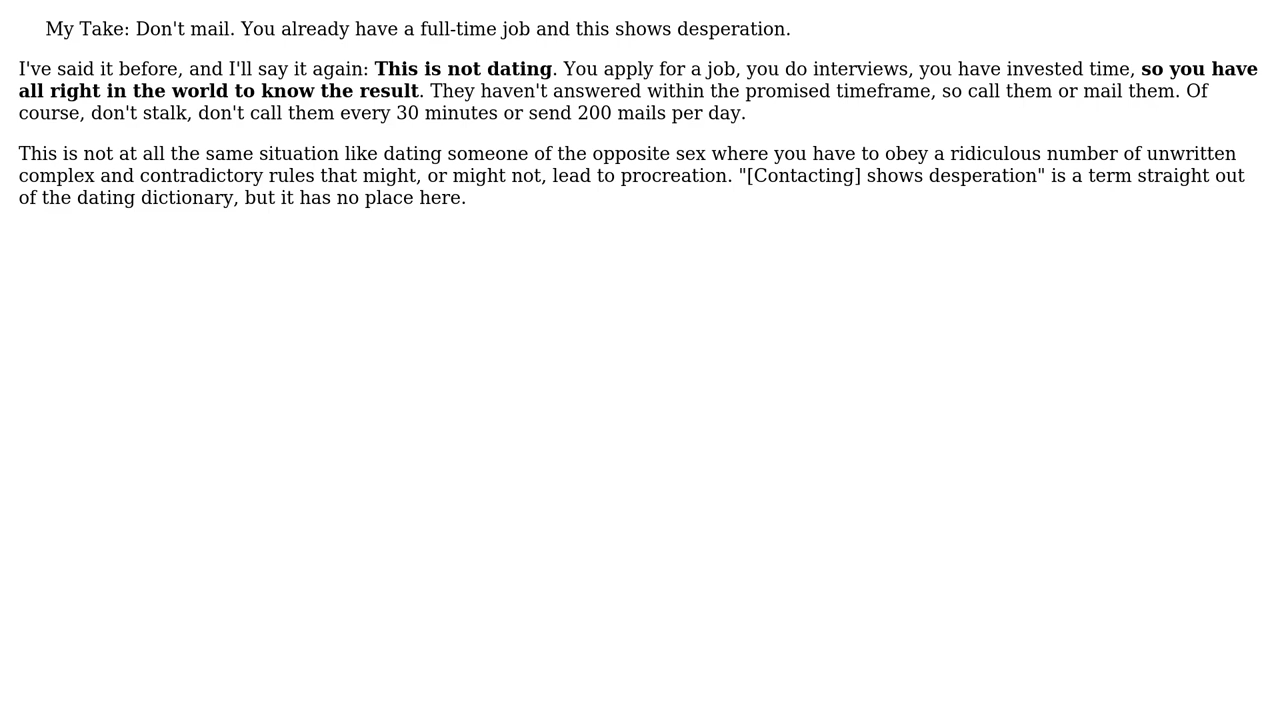 My Take: Don't mail. You already have a full-time job and this shows desperation.
I've said it before, and I'll say it again: This is not dating. You apply for a job, you do interviews, you have invested time, so you have
all right in the world to know the result. They haven't answered within the promised timeframe, so call them or mail them. Of
course, don't stalk, don't call them every 30 minutes or send 200 mails per day.
This is not at all the same situation like dating someone of the opposite sex where you have to obey a ridiculous number of unwritten
complex and contradictory rules that might, or might not, lead to procreation. "[Contacting] shows desperation" is a term straight out
of the dating dictionary, but it has no place here.